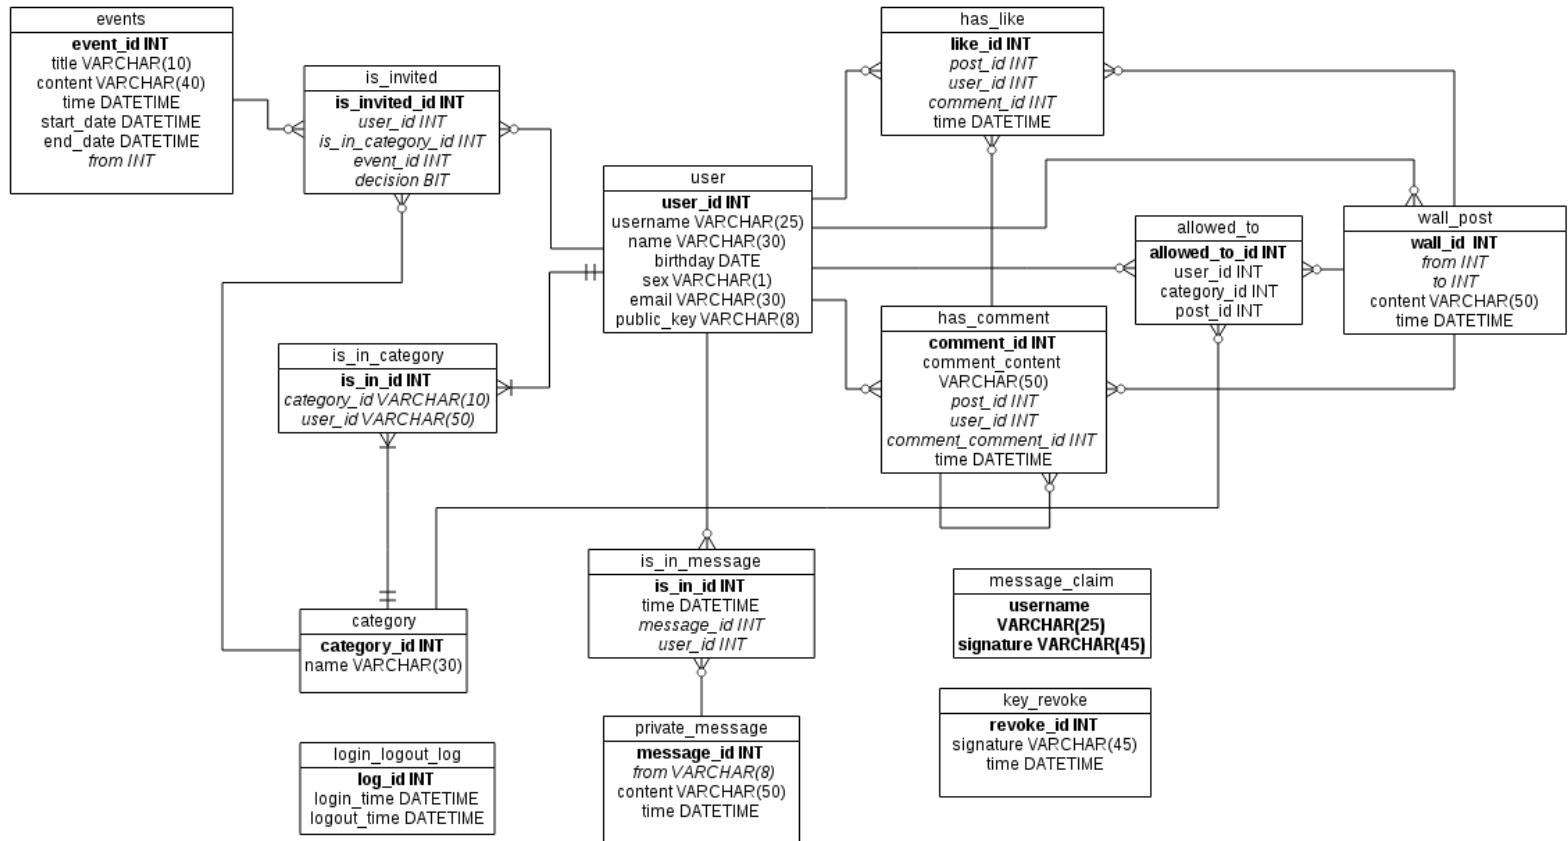 events
event_id INT
title VARCHAR(10)
content VARCHAR(40)
time DATETIME
start_date DATETIME
end_date DATETIME
from INT
is_invited
is_invited_id INT
user_id INT
is_in_category_id INT
event_id INT
decision BIT
user
user_id INT
username VARCHAR(25)
name VARCHAR(30)
birthday DATE
sex VARCHAR(1)
email VARCHAR(30)
public_key VARCHAR(8)
has_like
like_id INT
post_id INT
user_id INT
comment_id INT
time DATETIME
allowed_to
allowed_to_id INT
user_id INT
category_id INT
post_id INT
wall_post
wall_id INT
from INT
to INT
content VARCHAR(50)
time DATETIME
has_comment
comment_id INT
comment_content
VARCHAR(50)
post_id INT
user_id INT
comment_comment_id INT
time DATETIME
is_in_category
is_in_id INT
category_id VARCHAR(10)
user_id VARCHAR(50)
is_in_message
is_in_id INT
time DATETIME
message_id INT
user_id INT
message_claim
username
VARCHAR(25)
signature VARCHAR(45)
category
category_id INT
name VARCHAR(30)
key_revoke
revoke_id INT
signature VARCHAR(45)
time DATETIME
private_message
message_id INT
from VARCHAR(8)
content VARCHAR(50)
time DATETIME
login_logout_log
log_id INT
login_time DATETIME
logout_time DATETIME